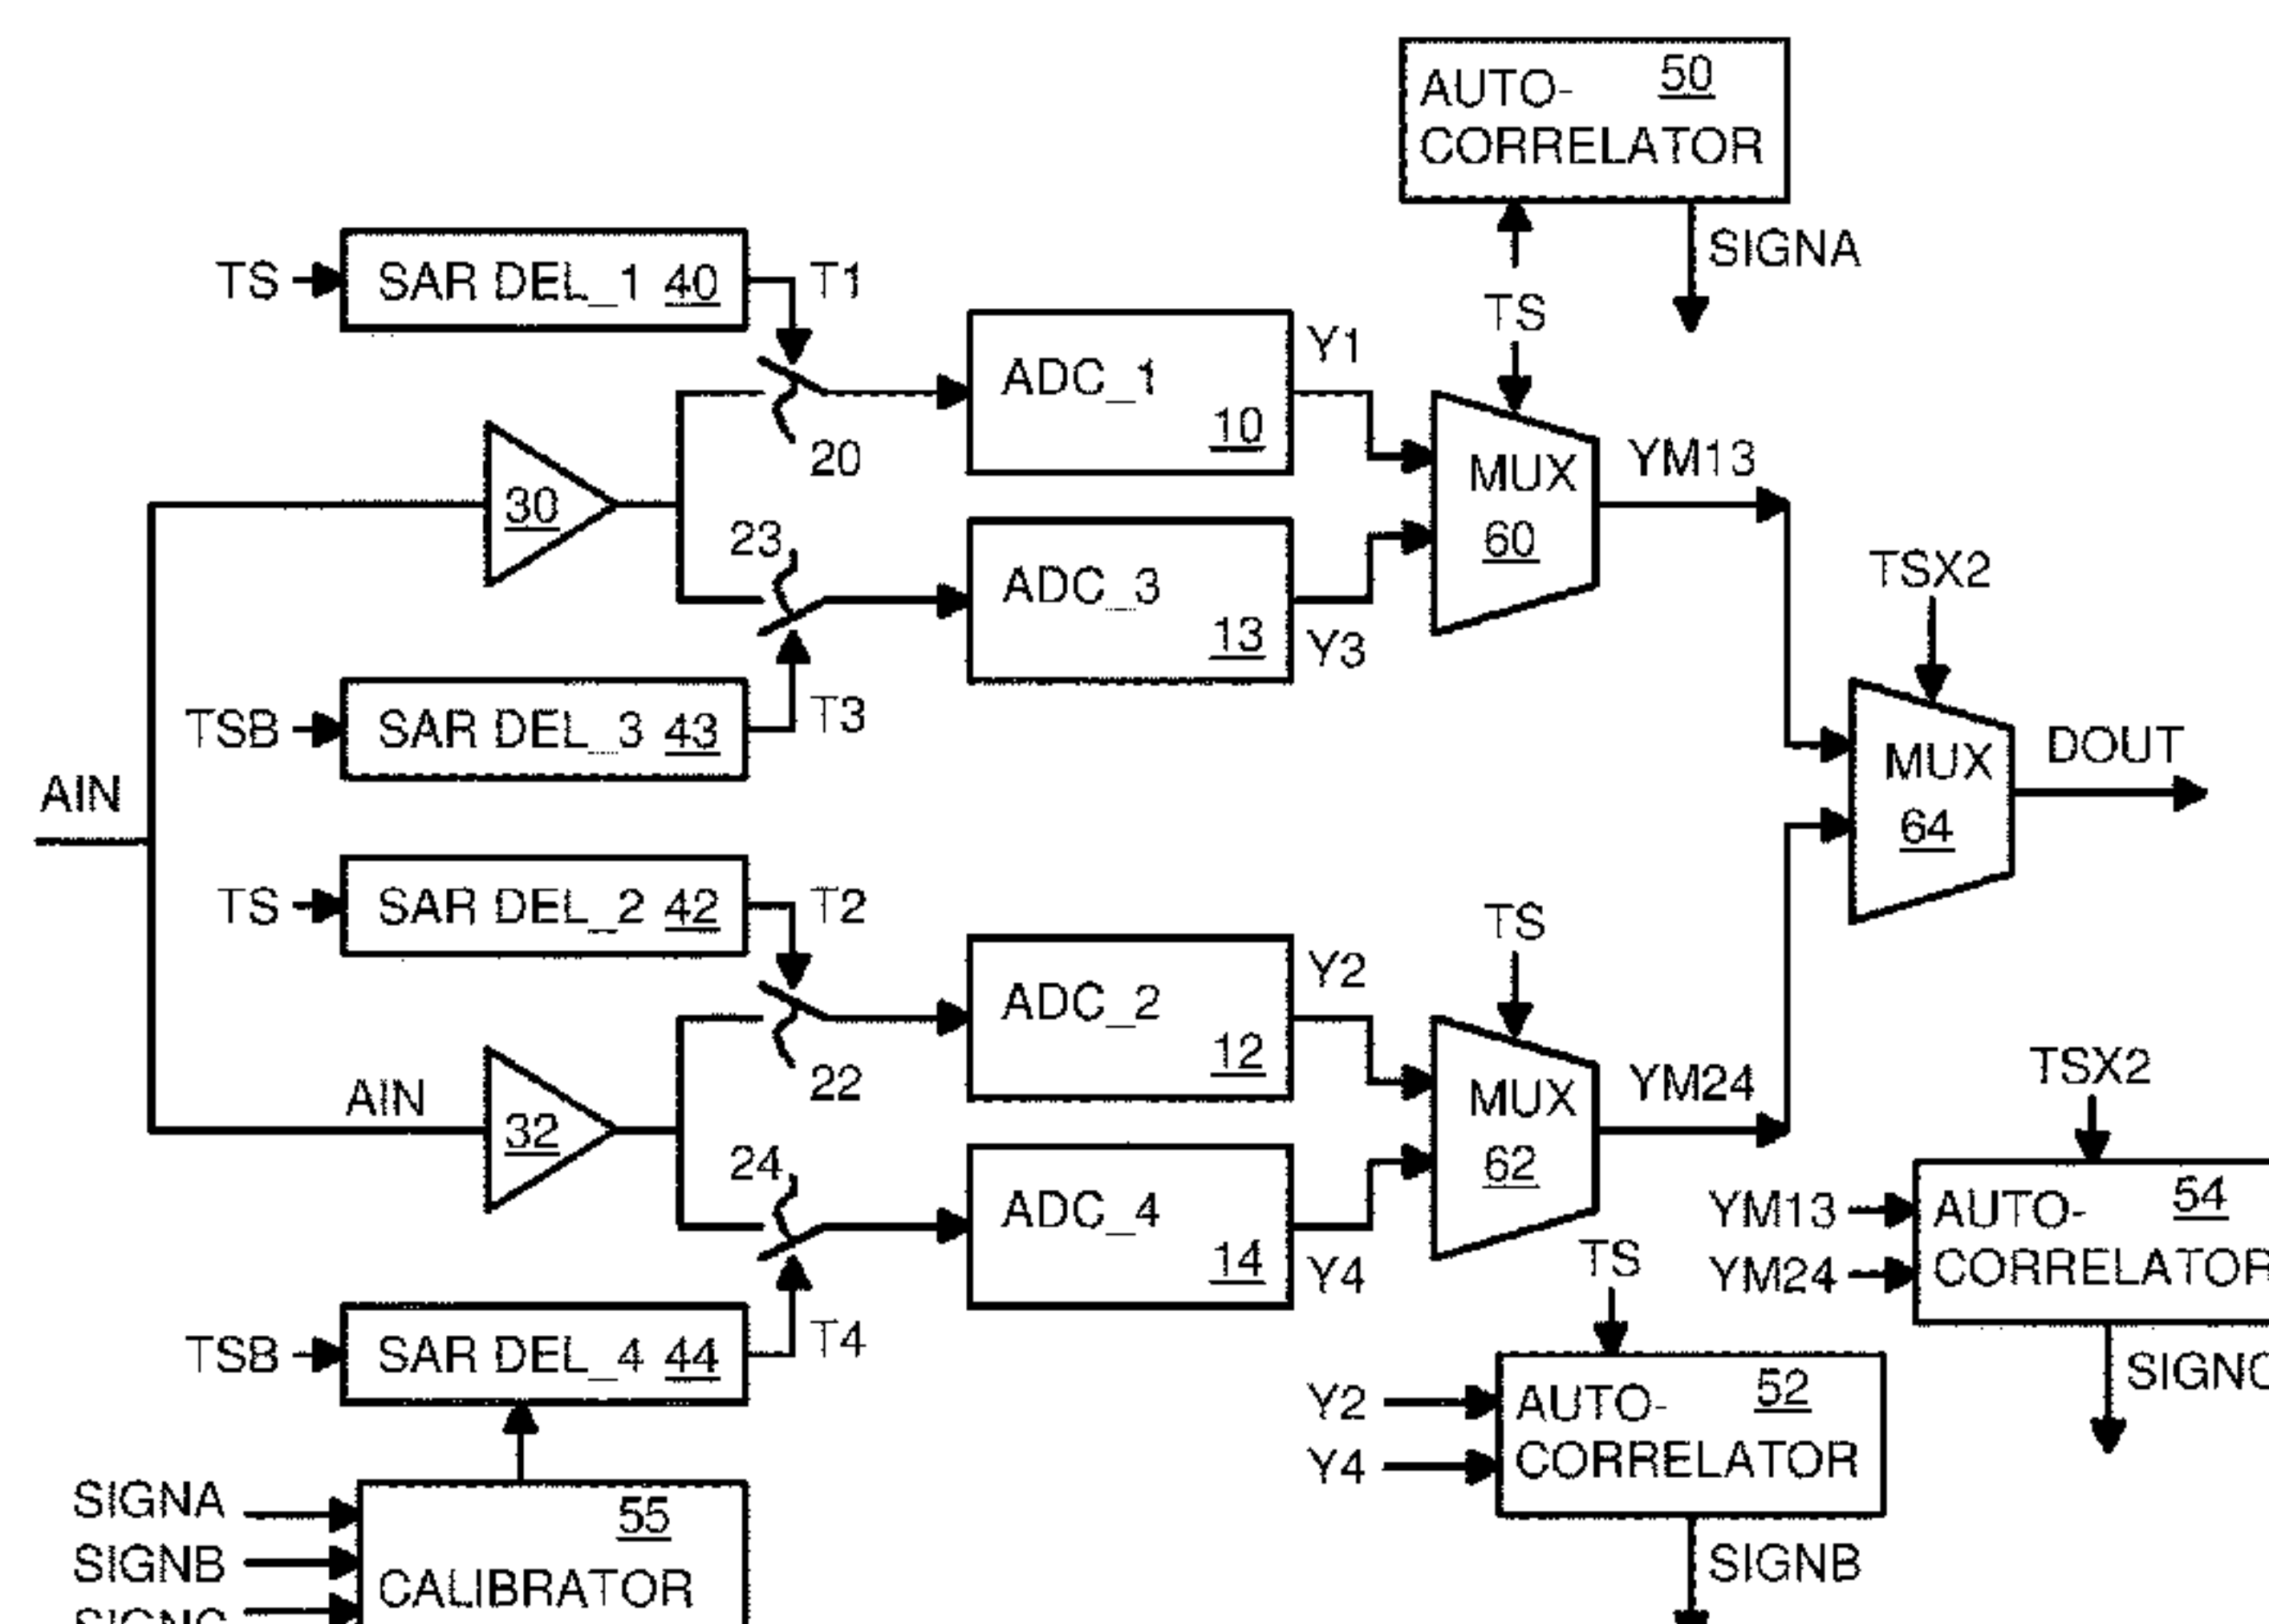 AUTO- 50
CORRELATOR
SIGNA
TS
TS SAR DEL_1 40 T1
ADC_1
10
Y1
20
30
MUX
60
YM13
23
ADC_3
13
Y3
TSX2
TSB SAR DEL_3 43 T3
MUX
64
DOUT
AIN
TS SAR DEL_2 42 T2
TS
ADC_2
12
Y2
22
AIN
32
MUX
62
YM24
TSX2
24
ADC_4
14
Y4
TS
YM13
YM24
AUTO- 54
CORRELATOR
TSB SAR DEL_4 44 T4
Y2
Y4
AUTO- 52
CORRELATOR
SIGNC
SIGNA
SIGNB
SIGNC
55
CALIBRATOR
SIGNB